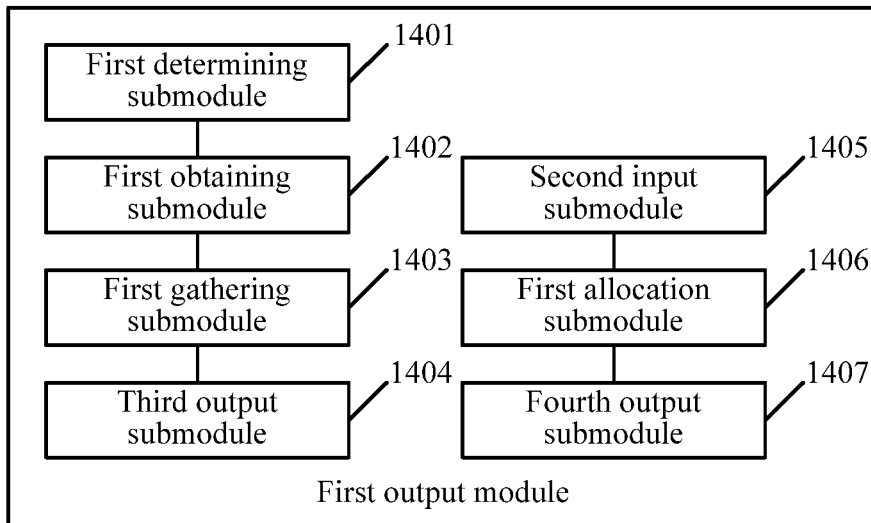 1401
First determining
submodule
1402
First obtaining
submodule
1403
First gathering
submodule
1404
Third output
submodule
1405
Second input
submodule
1406
First allocation
submodule
1407
Fourth output
submodule
First output module